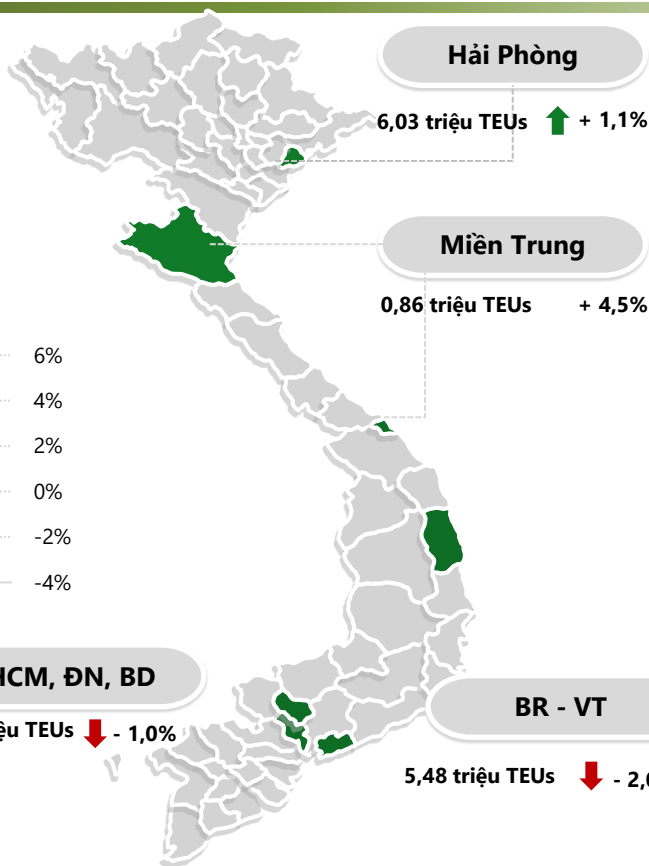 Hải Phòng
6,03 triệu TEUs + 1,1%
Miền Trung
0,86 triệu TEUs + 4,5%
6%
4%
2%
0%
-2%
-4%
HCM, ĐN, BD
TEUs - 1,0%
BR - VT
5,48 triệu TEUs